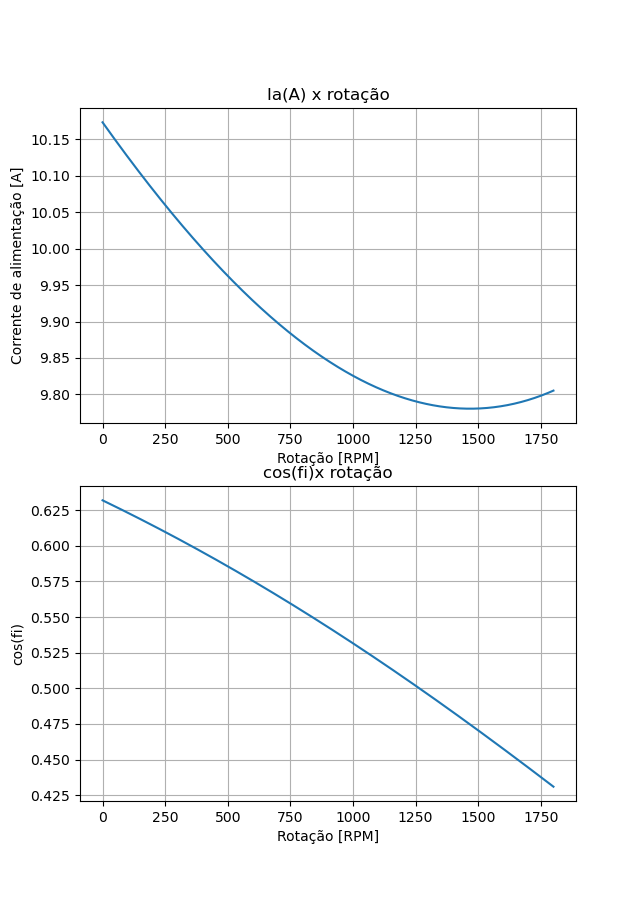 Ia(A) x rotação
Corrente de alimentação [A]
10.15
10.10
10.05
10.00
9.95
9.90
9.85
9.80
0 250 500 750 1000 1250 1500 1750
Rotação [RPM]
cos(fi)x rotação
cos(fi)
0.625
0.600
0.575
0.550
0.525
0.500
0.475
0.450
0.425
0 250 500 750 1000 1250 1500 1750
Rotação [RPM]